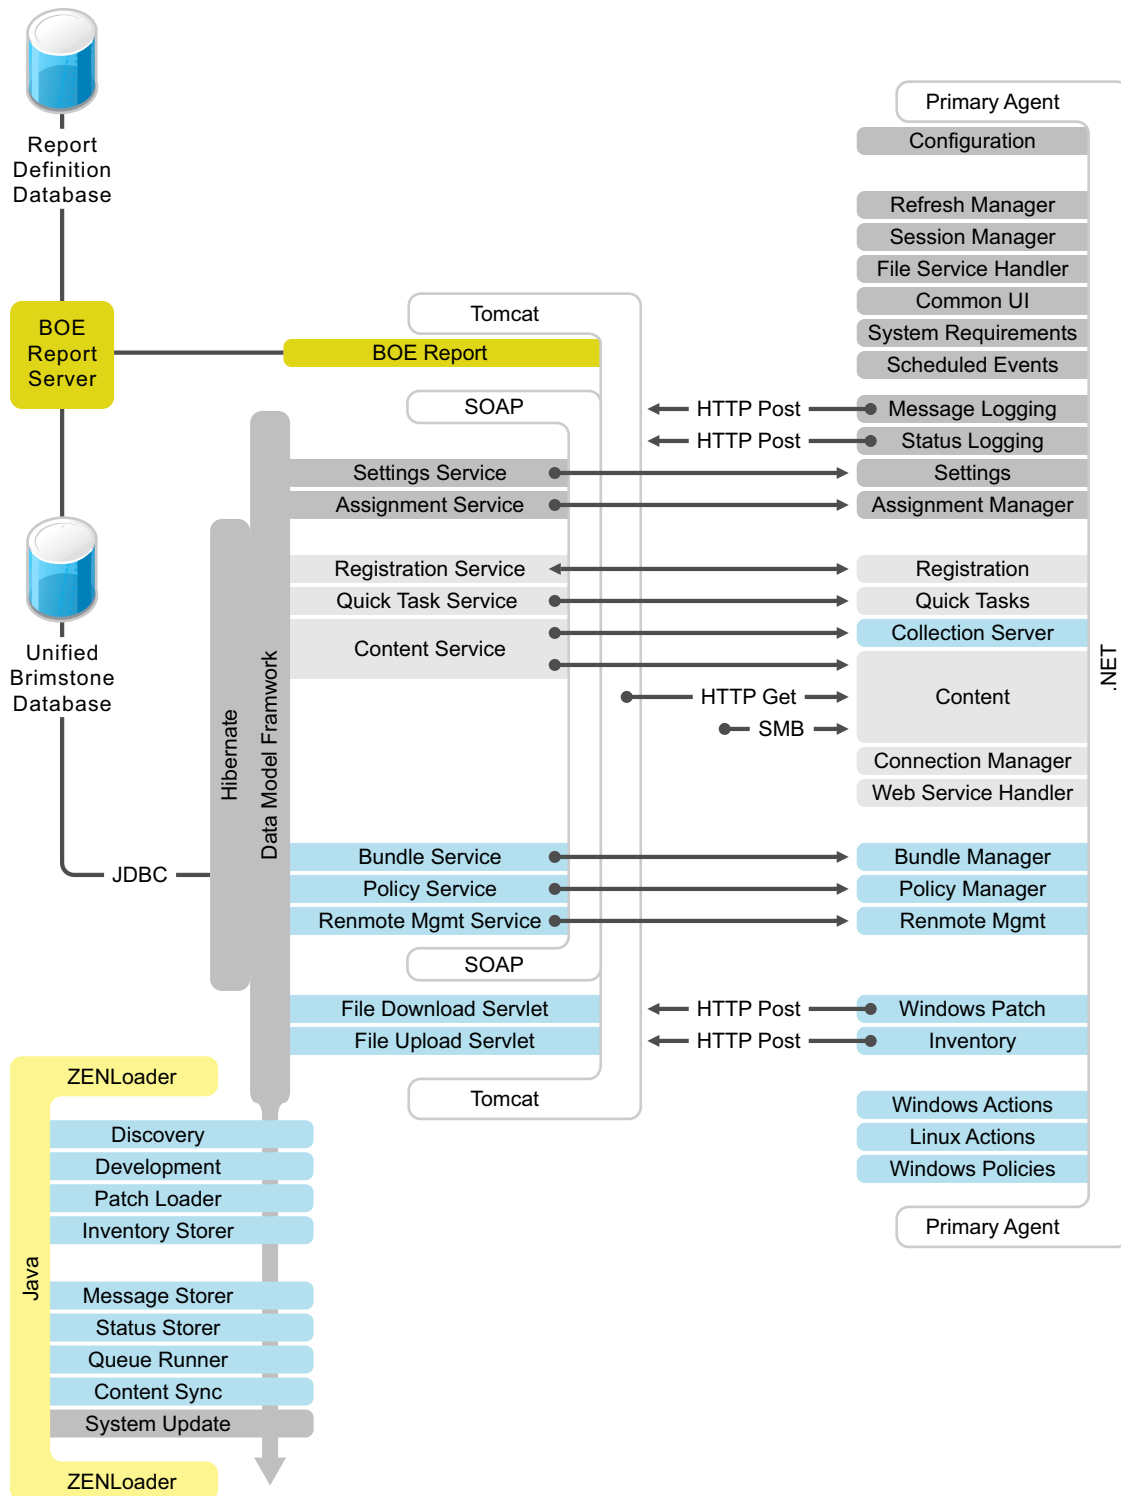 Report
Definition
Database
BOE
Report
Server
Unified
Brimstone
Database
JDBC
Hibernate
Data Model Framwork
Tomcat
BOE Report
SOAP
Settings Service
Assignment Service
Registration Service
Quick Task Service
Content Service
Bundle Service
Policy Service
Renmote Mgmt Service
SOAP
File Download Servlet
File Upload Servlet
Tomcat
HTTP Post
HTTP Post
HTTP Get
SMB
HTTP Post
HTTP Post
Primary Agent
Configuration
Refresh Manager
Session Manager
File Service Handler
Common UI
System Requirements
Scheduled Events
Message Logging
Status Logging
Settings
Assignment Manager
Registration
Quick Tasks
Collection Server
Content
Connection Manager
Web Service Handler
Bundle Manager
Policy Manager
Renmote Mgmt
Windows Patch
Inventory
Windows Actions
Linux Actions
Windows Policies
Primary Agent
.NET
ZENLoader
Java
Discovery
Development
Patch Loader
Inventory Storer
Message Storer
Status Storer
Queue Runner
Content Sync
System Update
ZENLoader